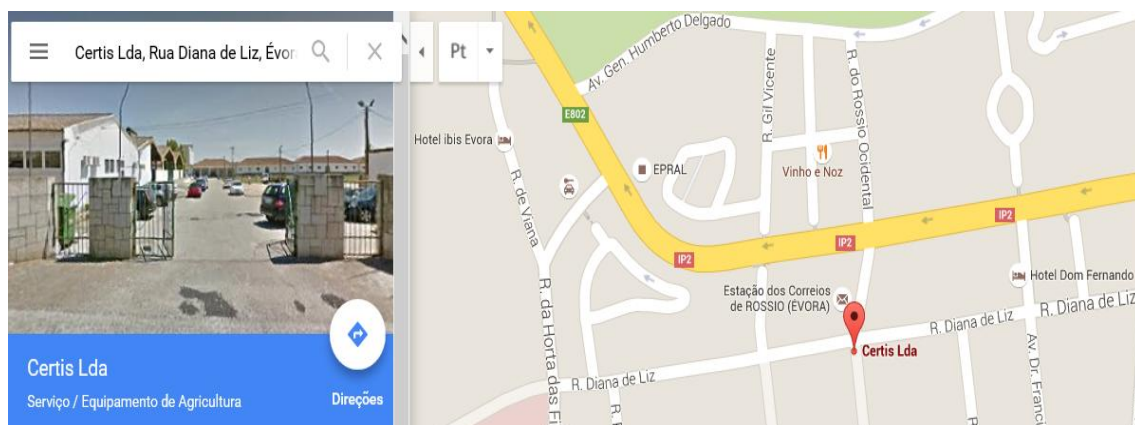 Certis Lda, Rua Diana de Liz, Évor
Pt
Certis Lda
Serviço / Equipamento de Agricultura
Direções
Av. Gen. Humberto Delgado
R. Gil Vicente
R. do Rossio Ocidental
E802
Hotel ibis Evora
EPRAL
Vinho e Noz
R. de Viana
IP2
IP2
IP2
Estação dos Correios
de ROSSIO (ÉVORA)
Hotel Dom Fernando
R. Diana de Liz
R. Diana de Liz
Certis Lda
R. Diana de Liz
R. da Horta das Fi
Av. Dr. Franci